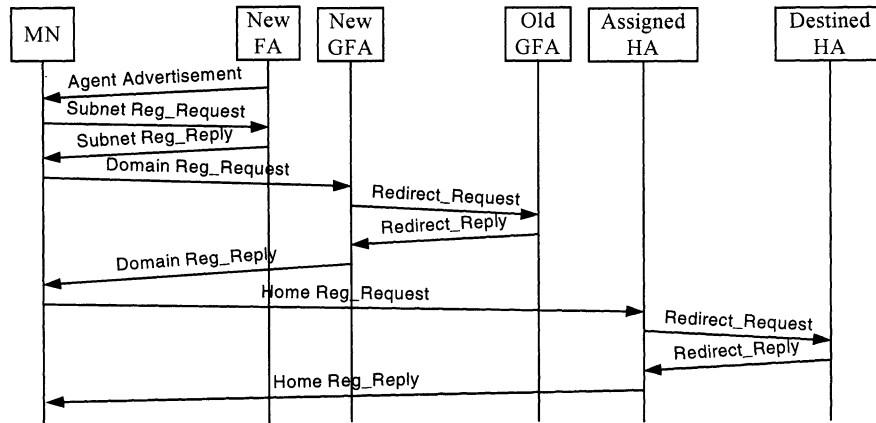 MN
New
FA
New
GFA
Old
GFA
Assigned
HA
Destined
HA
Agent Advertisement
Subnet Reg_Request
Subnet Reg_Reply
Domain Reg_Request
Redirect_Request
Redirect_Reply
Domain Reg_Reply
Home Reg_Request
Redirect_Request
Redirect_Reply
Home Reg_Reply